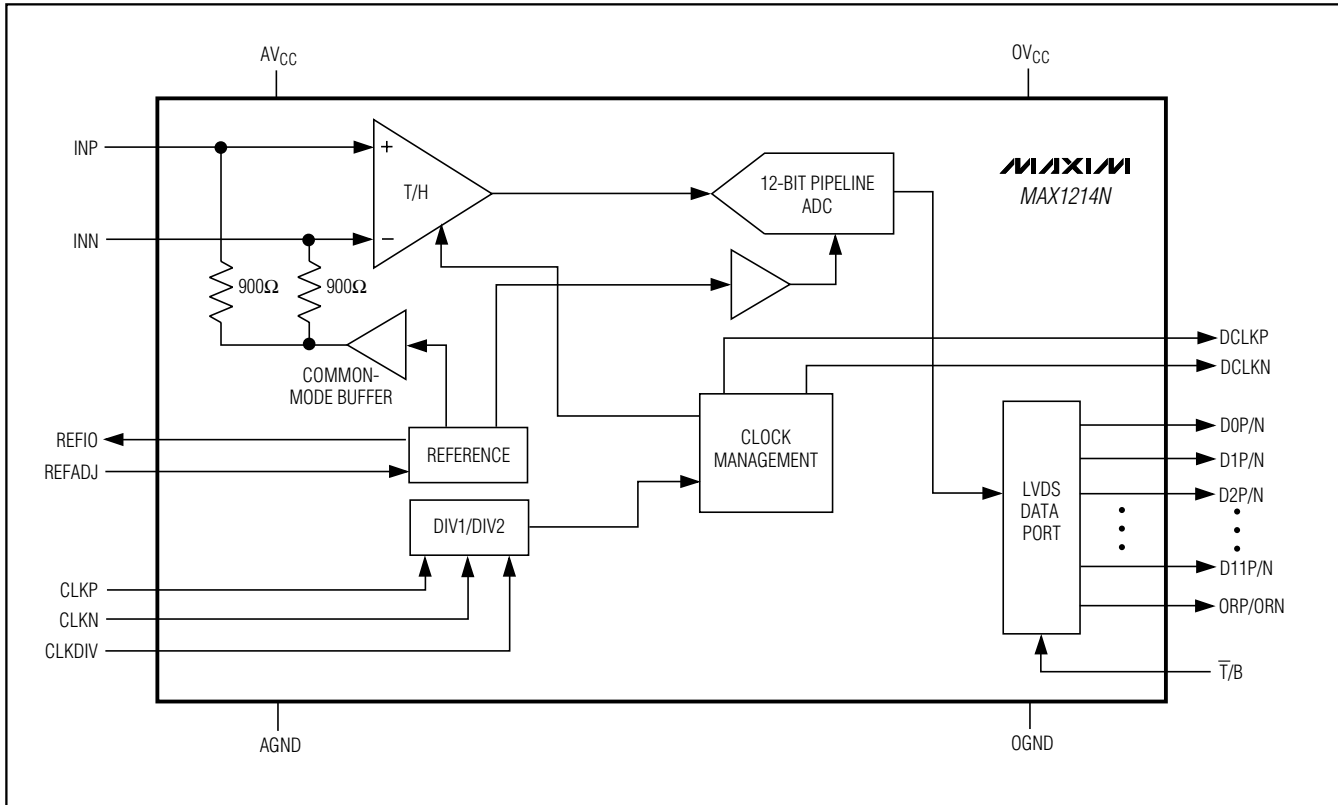 AVCC
OVCC
INP
+
T/H
12-BIT PIPELINE
ADC
MAXIM
MAX1214N
INN
−
900Ω
900Ω
COMMON-
MODE BUFFER
DCLKP
DCLKN
REFIO
REFERENCE
REFADJ
CLOCK
MANAGEMENT
LVDS
DATA
PORT
D0P/N
D1P/N
D2P/N
D11P/N
ORP/ORN
DIV1/DIV2
CLKP
CLKN
CLKDIV
T̅/B
AGND
OGND